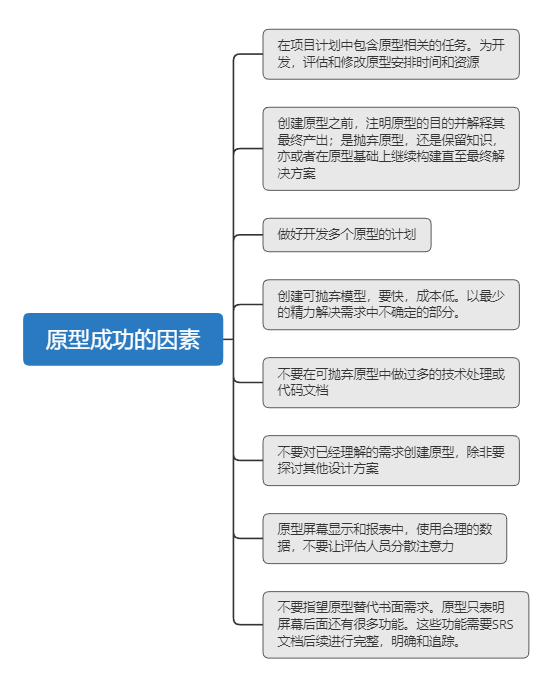 在项目计划中包含原型相关的任务。为开
发，评估和修改原型安排时间和资源
创建原型之前，注明原型的目的并解释其
最终产出；是抛弃原型，还是保留知识，
亦或者在原型基础上继续构建直至最终解
决方案
做好开发多个原型的计划
创建可抛弃模型，要快，成本低。以最少
的精力解决需求中不确定的部分。
原型成功的因素
不要在可抛弃原型中做过多的技术处理或
代码文档
不要对已经理解的需求创建原型，除非要
探讨其他设计方案
原型屏幕显示和报表中，使用合理的数
据，不要让评估人员分散注意力
不要指望原型替代书面需求。原型只表明
屏幕后面还有很多功能。这些功能需要SRS
文档后续进行完整，明确和追踪。